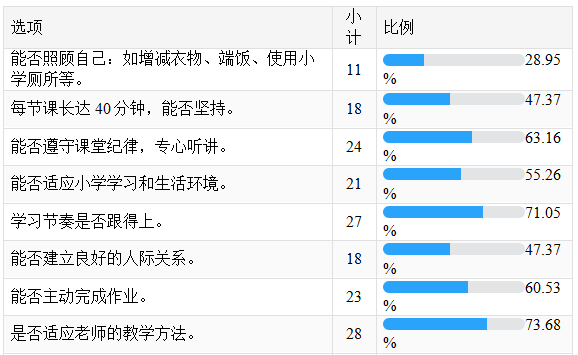 选项 小计 比例
能否照顾自己：如增减衣物、端饭、使用小学厕所等。 11 28.95%
每节课长达 40 分钟，能否坚持。 18 47.37%
能否遵守课堂纪律，专心听讲。 24 63.16%
能否适应小学学习和生活环境。 21 55.26%
学习节奏是否跟得上。 27 71.05%
能否建立良好的人际关系。 18 47.37%
能否主动完成作业。 23 60.53%
是否适应老师的教学方法。 28 73.68%